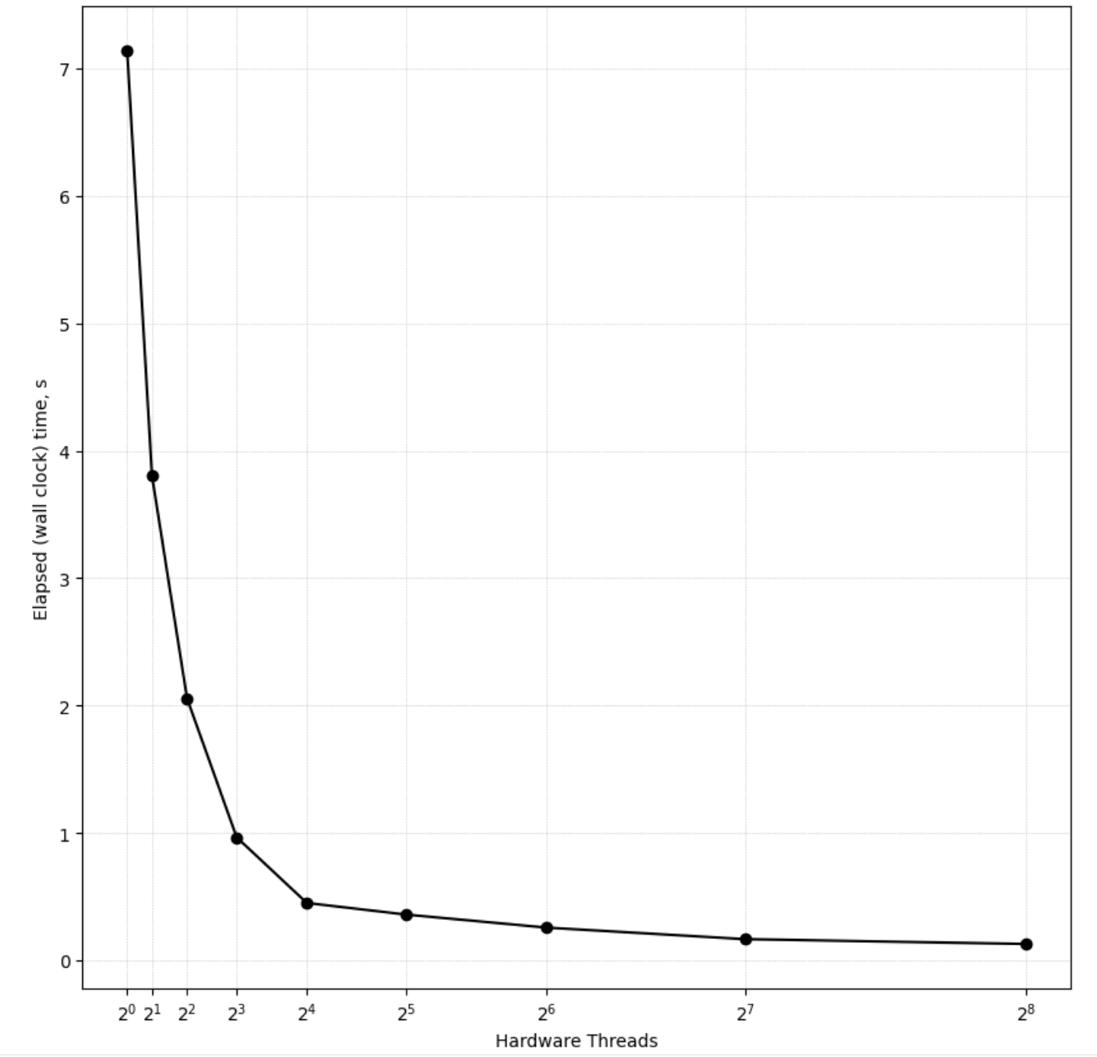 7
6
5
4
3
2
1
0
Elapsed (wall clock) time, s
2⁰ 2¹ 2² 2³ 2⁴ 2⁵ 2⁶ 2⁷ 2⁸
Hardware Threads